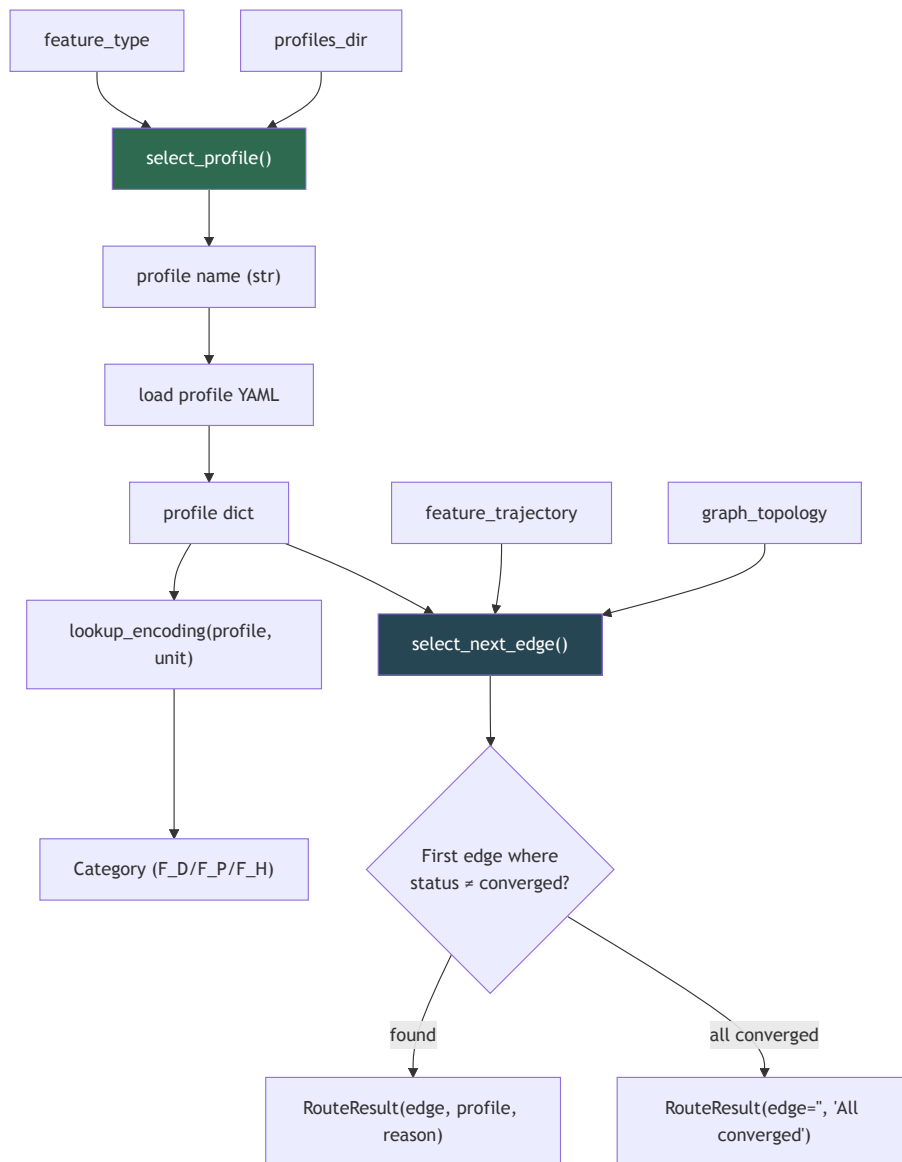 feature_type
profiles_dir
select_profile()
profile name (str)
load profile YAML
profile dict
feature_trajectory
graph_topology
lookup_encoding(profile,
unit)
select_next_edge()
Category (F_D/F_P/F_H)
First edge where
status ≠ converged?
found
all converged
RouteResult(edge, profile,
reason)
RouteResult(edge='', 'All
converged')